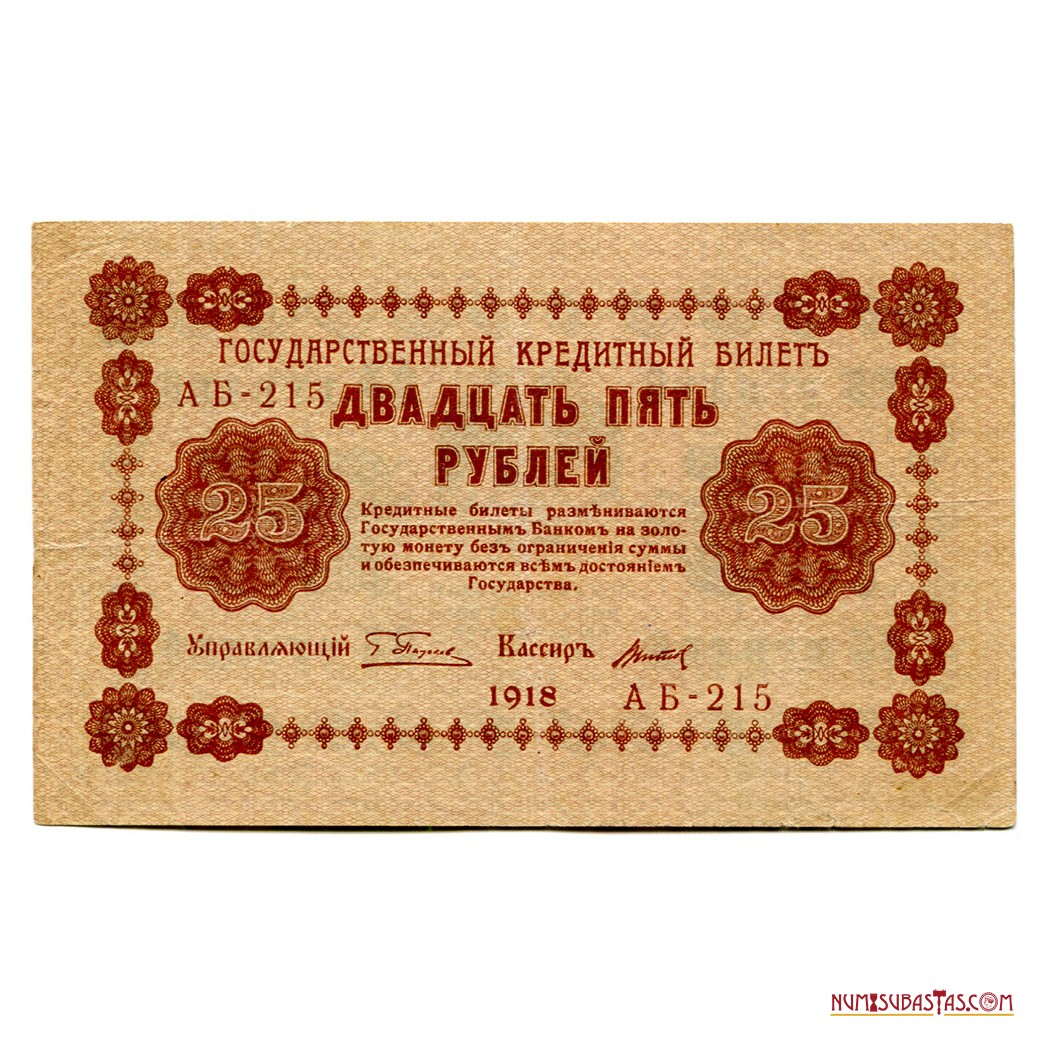 ГОСУДАРСТВЕННЫЙ КРЕДИТНЫЙ БИЛЕТЪ
АБ-215 ДВАДЦАТЬ ПЯТЬ
РУБЛЕЙ
25
25
Кредитные билеты размѣниваются
Государственнымъ Банкомъ на золо-
тую монету безъ ограниченія суммы
и обезпечиваются всѣмъ достояніемъ
Государства.
Управляющій Г. Пятаков Кассиръ
1918 АБ-215
NUMISUBASTAS.COM